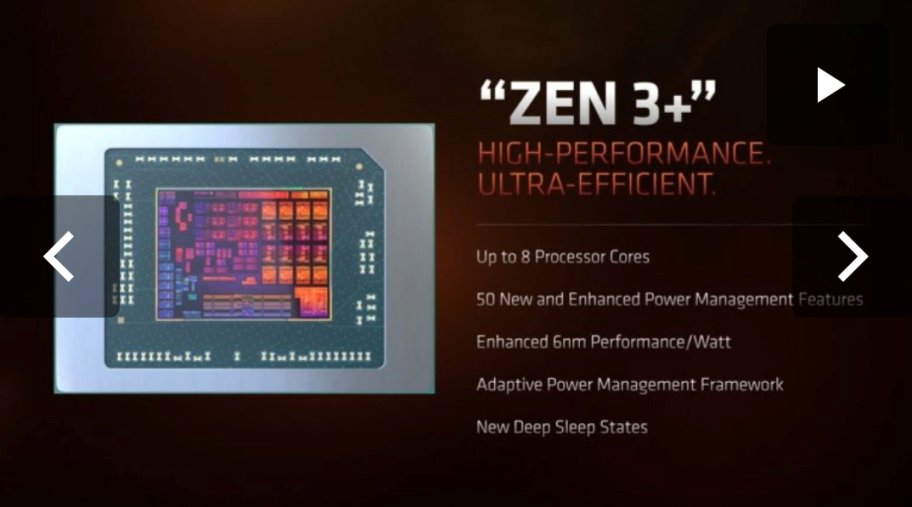 “ZEN 3+”
HIGH-PERFORMANCE.
ULTRA-EFFICIENT.
Up to 8 Processor Cores
50 New and Enhanced Power Management Features
Enhanced 6nm Performance/Watt
Adaptive Power Management Framework
New Deep Sleep States